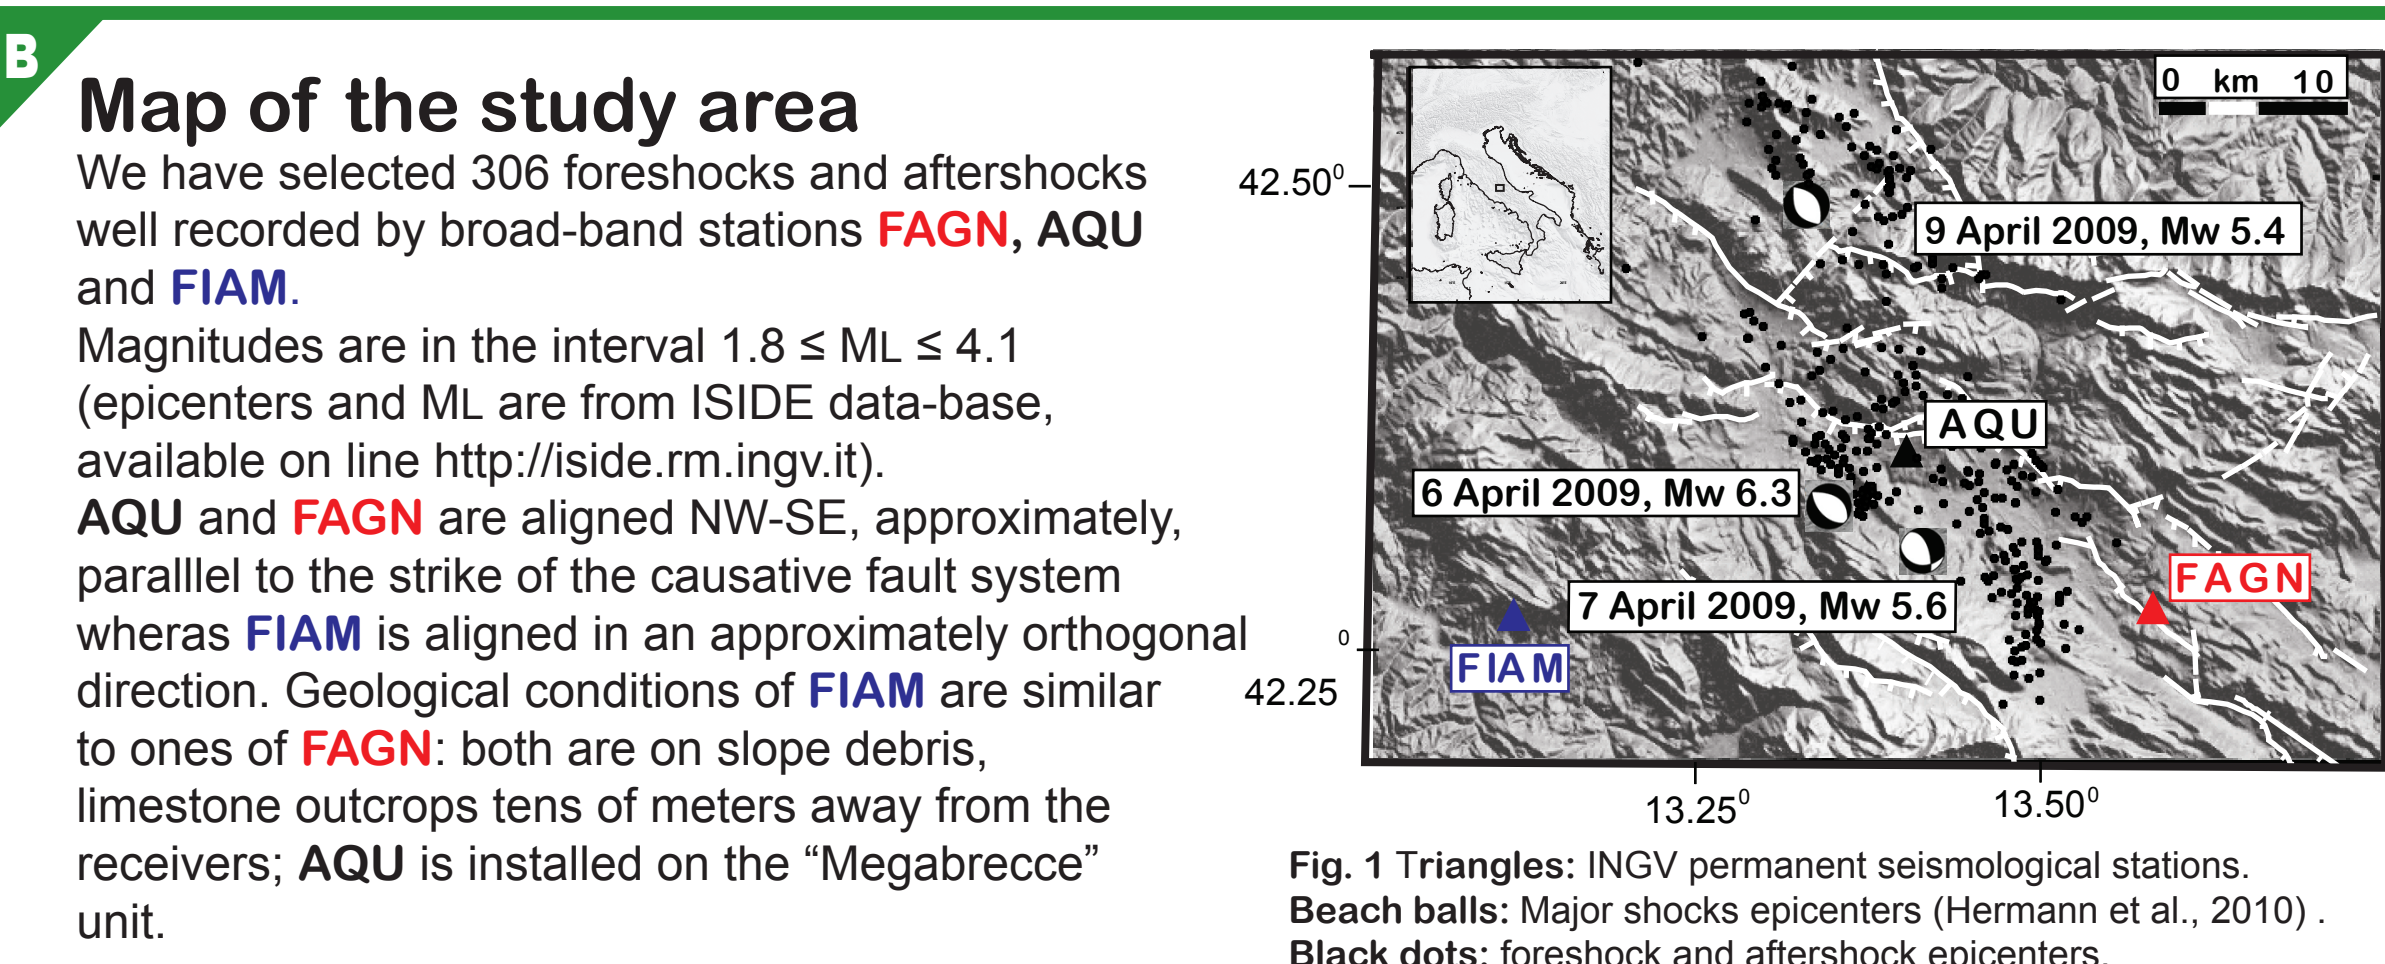 B
Map of the study area
We have selected 306 foreshocks and aftershocks
well recorded by broad-band stations FAGN, AQU
and FIAM.
Magnitudes are in the interval 1.8 ≤ ML ≤ 4.1
(epicenters and ML are from ISIDE data-base,
available on line http://iside.rm.ingv.it).
AQU and FAGN are aligned NW-SE, approximately,
paralllel to the strike of the causative fault system
wheras FIAM is aligned in an approximately orthogonal
direction. Geological conditions of FIAM are similar
to ones of FAGN: both are on slope debris,
limestone outcrops tens of meters away from the
receivers; AQU is installed on the “Megabrecce”
unit.
0 km 10
42.50⁰
9 April 2009, Mw 5.4
AQU
6 April 2009, Mw 6.3
FAGN
7 April 2009, Mw 5.6
0
FIAM
42.25
13.25⁰
13.50⁰
Fig. 1 Triangles: INGV permanent seismological stations.
Beach balls: Major shocks epicenters (Hermann et al., 2010) .
Black dots: foreshock and aftershock epicenters.